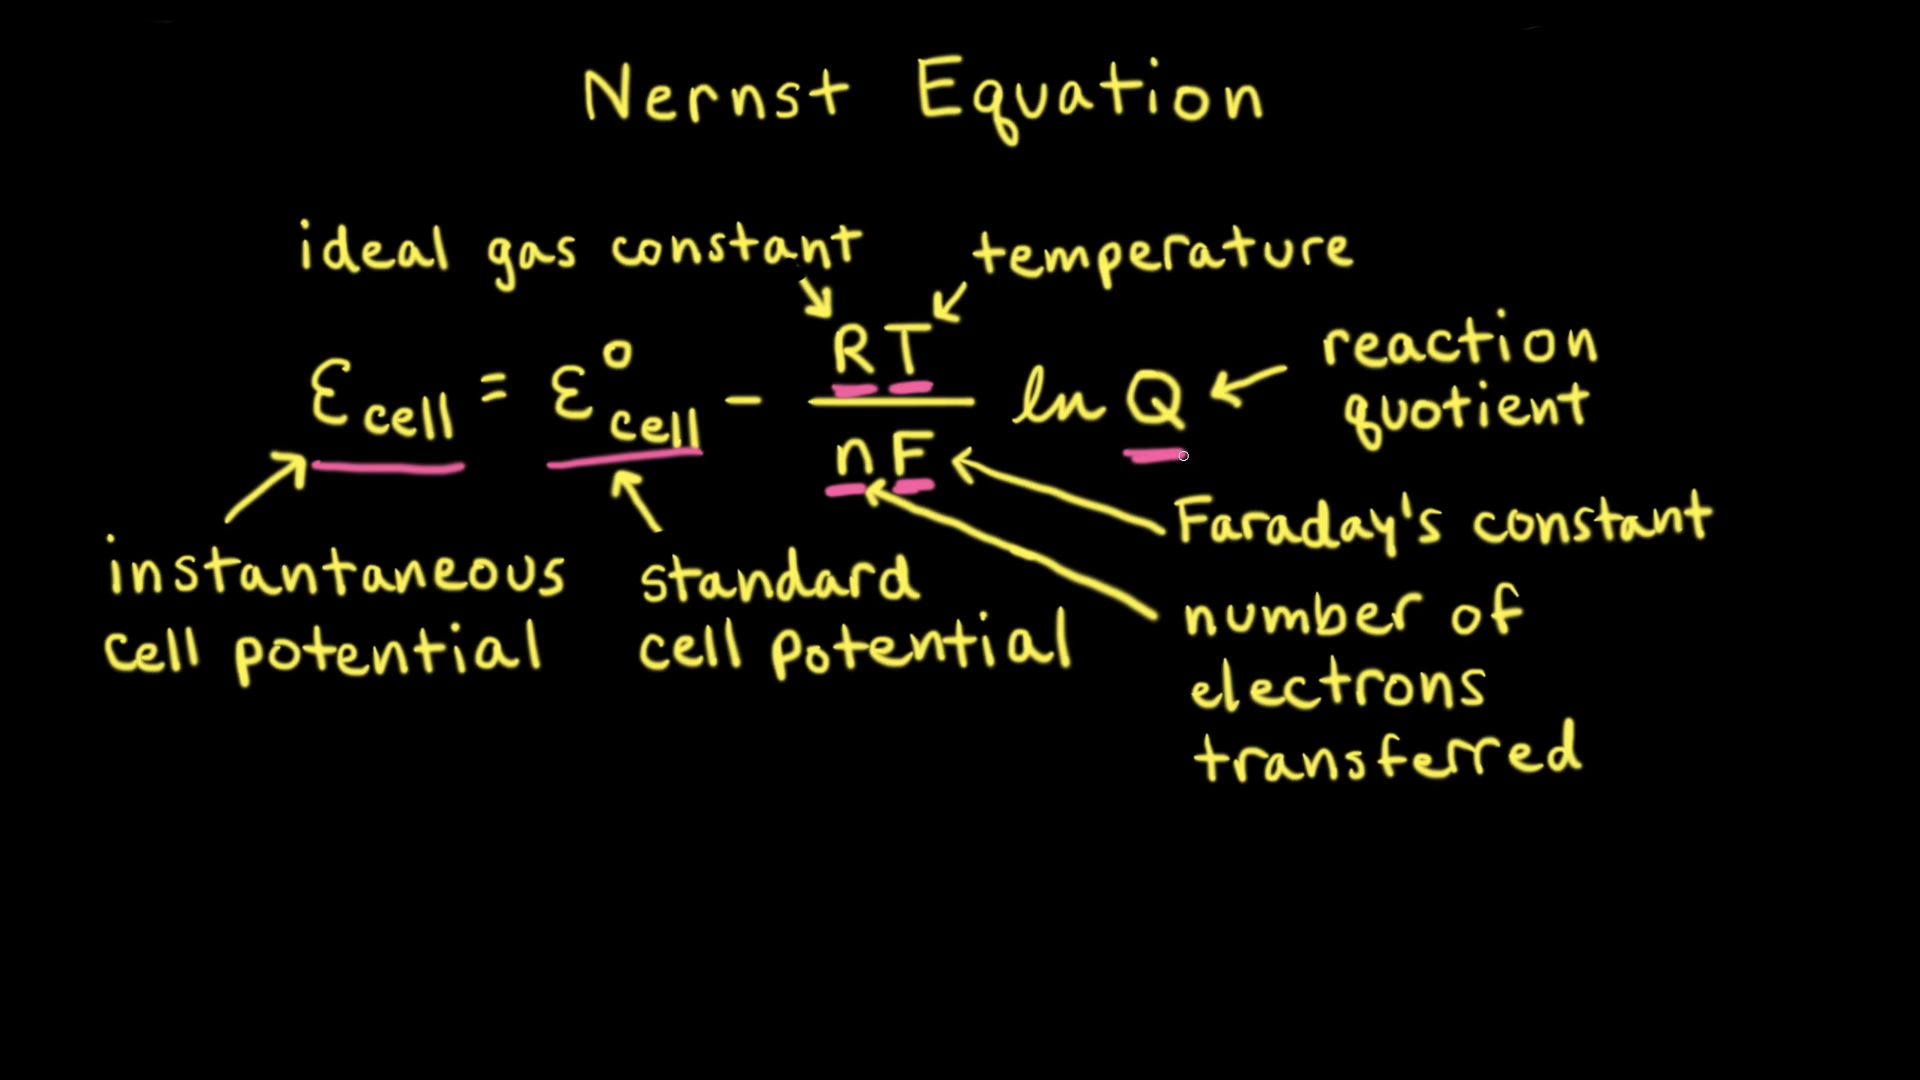 Nernst Equation
ideal gas constant temperature
Ɛcell = Ɛ°cell - RT/nF ln Q
reaction
quotient
Faraday's constant
instantaneous
cell potential
standard
cell potential
number of
electrons
transferred